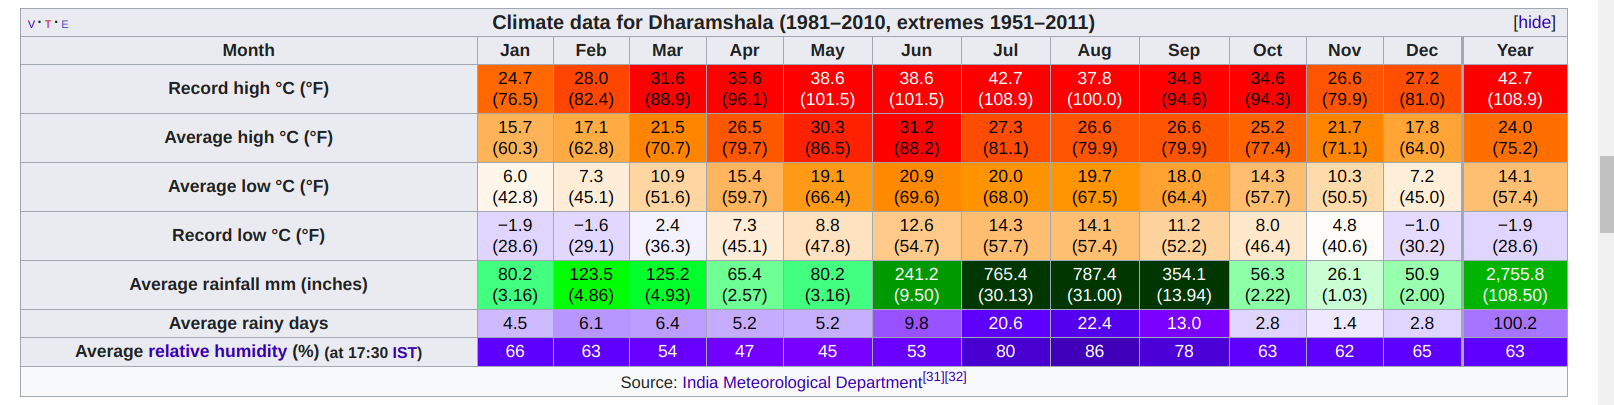 V · T · E Climate data for Dharamshala (1981–2010, extremes 1951–2011) [hide]
Month Jan Feb Mar Apr May Jun Jul Aug Sep Oct Nov Dec Year
Record high °C (°F) 24.7 (76.5) 28.0 (82.4) 31.6 (88.9) 35.6 (96.1) 38.6 (101.5) 38.6 (101.5) 42.7 (108.9) 37.8 (100.0) 34.8 (94.6) 34.6 (94.3) 26.6 (79.9) 27.2 (81.0) 42.7 (108.9)
Average high °C (°F) 15.7 (60.3) 17.1 (62.8) 21.5 (70.7) 26.5 (79.7) 30.3 (86.5) 31.2 (88.2) 27.3 (81.1) 26.6 (79.9) 26.6 (79.9) 25.2 (77.4) 21.7 (71.1) 17.8 (64.0) 24.0 (75.2)
Average low °C (°F) 6.0 (42.8) 7.3 (45.1) 10.9 (51.6) 15.4 (59.7) 19.1 (66.4) 20.9 (69.6) 20.0 (68.0) 19.7 (67.5) 18.0 (64.4) 14.3 (57.7) 10.3 (50.5) 7.2 (45.0) 14.1 (57.4)
Record low °C (°F) −1.9 (28.6) −1.6 (29.1) 2.4 (36.3) 7.3 (45.1) 8.8 (47.8) 12.6 (54.7) 14.3 (57.7) 14.1 (57.4) 11.2 (52.2) 8.0 (46.4) 4.8 (40.6) −1.0 (30.2) −1.9 (28.6)
Average rainfall mm (inches) 80.2 (3.16) 123.5 (4.86) 125.2 (4.93) 65.4 (2.57) 80.2 (3.16) 241.2 (9.50) 765.4 (30.13) 787.4 (31.00) 354.1 (13.94) 56.3 (2.22) 26.1 (1.03) 50.9 (2.00) 2,755.8 (108.50)
Average rainy days 4.5 6.1 6.4 5.2 5.2 9.8 20.6 22.4 13.0 2.8 1.4 2.8 100.2
Average relative humidity (%) (at 17:30 IST) 66 63 54 47 45 53 80 86 78 63 62 65 63
Source: India Meteorological Department[31][32]